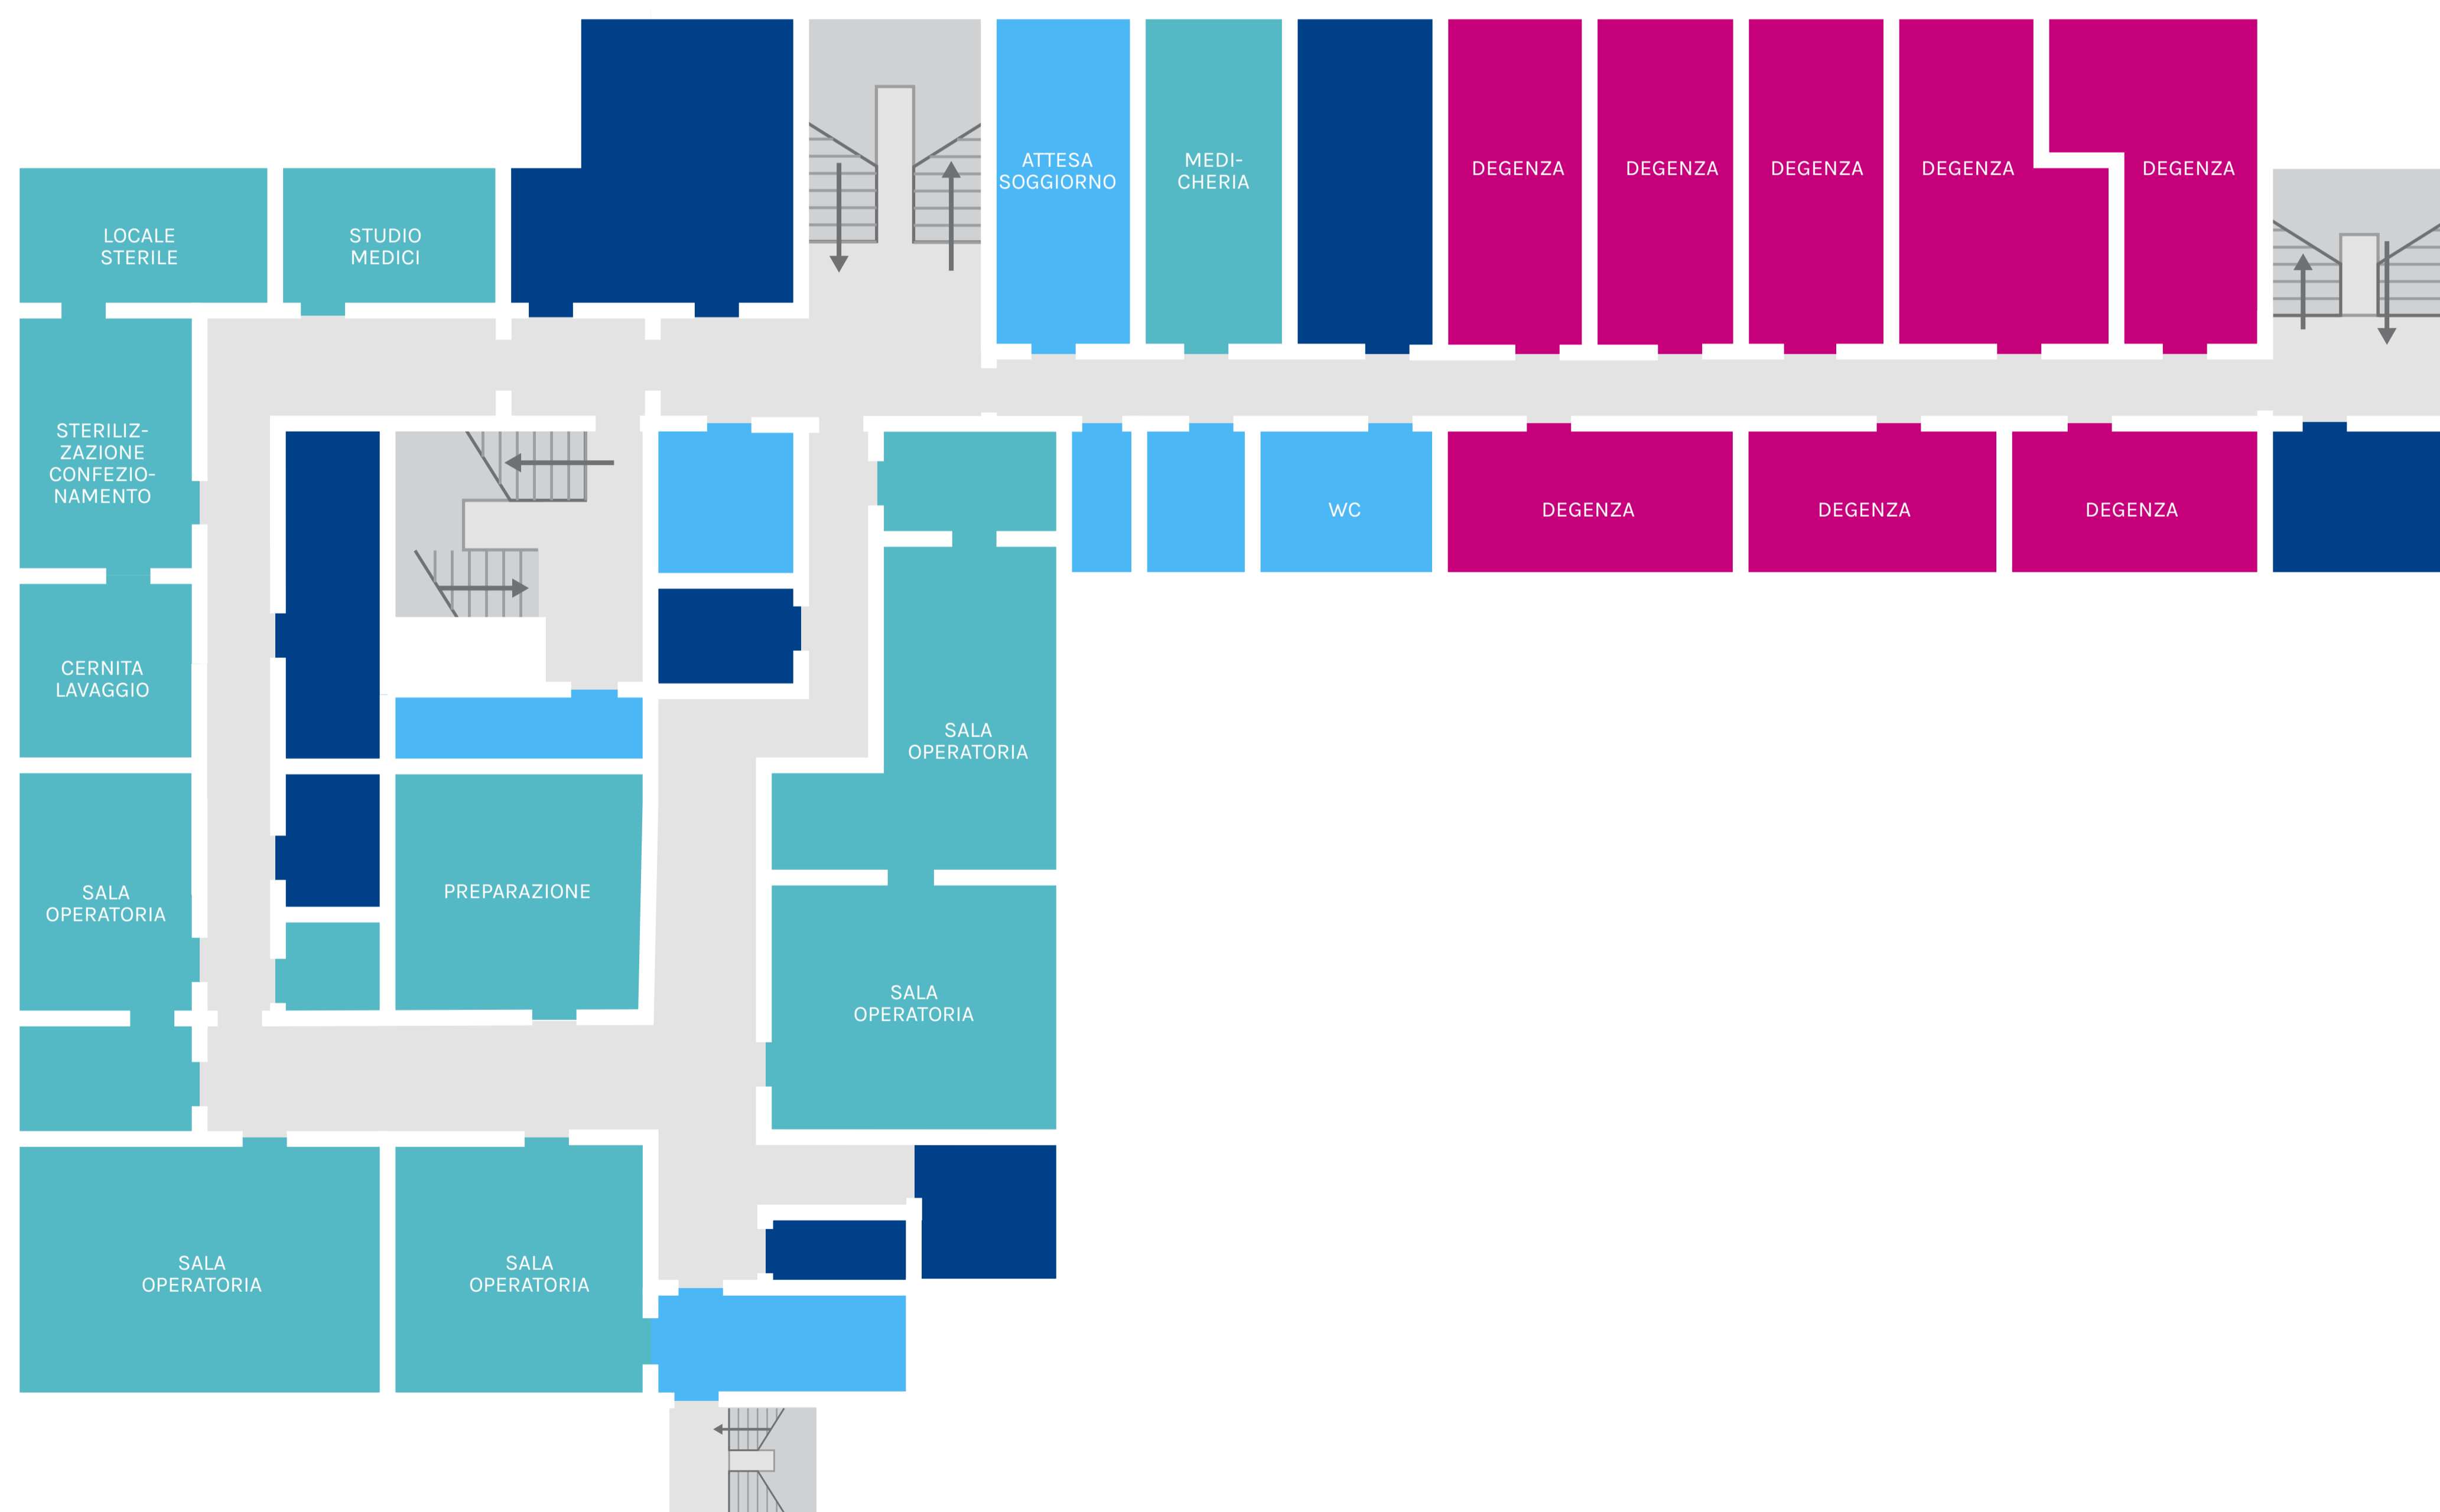 ATTESA
SOGGIORNO
MEDI-
CHERIA
DEGENZA
DEGENZA
DEGENZA
DEGENZA
DEGENZA
LOCALE
STERILE
STUDIO
MEDICI
STERILIZ-
ZAZIONE
CONFEZIO-
NAMENTO
WC
DEGENZA
DEGENZA
DEGENZA
CERNITA
LAVAGGIO
SALA
OPERATORIA
SALA
OPERATORIA
PREPARAZIONE
SALA
OPERATORIA
SALA
OPERATORIA
SALA
OPERATORIA